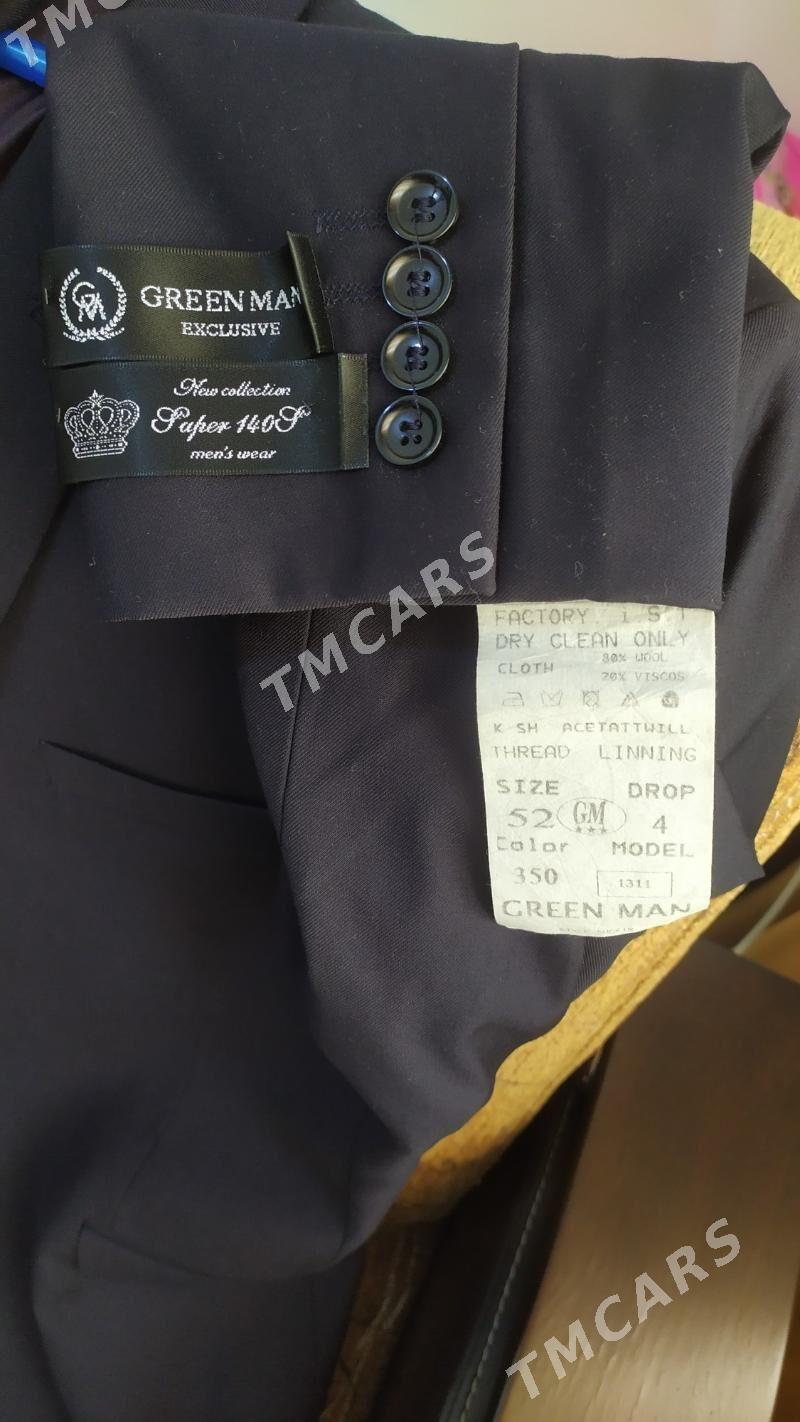 TMCARS
GM
GREEN MAN
EXCLUSIVE
New collection
Super 140S
men's wear
TMCARS
FACTORY. i S T
DRY CLEAN ONLY
CLOTH 80% WOOL
20% VISCOS
K SH ACETATTWILL
THREAD LINNING
SIZE DROP
52 GM 4
Color MODEL
350 1311
GREEN MAN
TMCARS